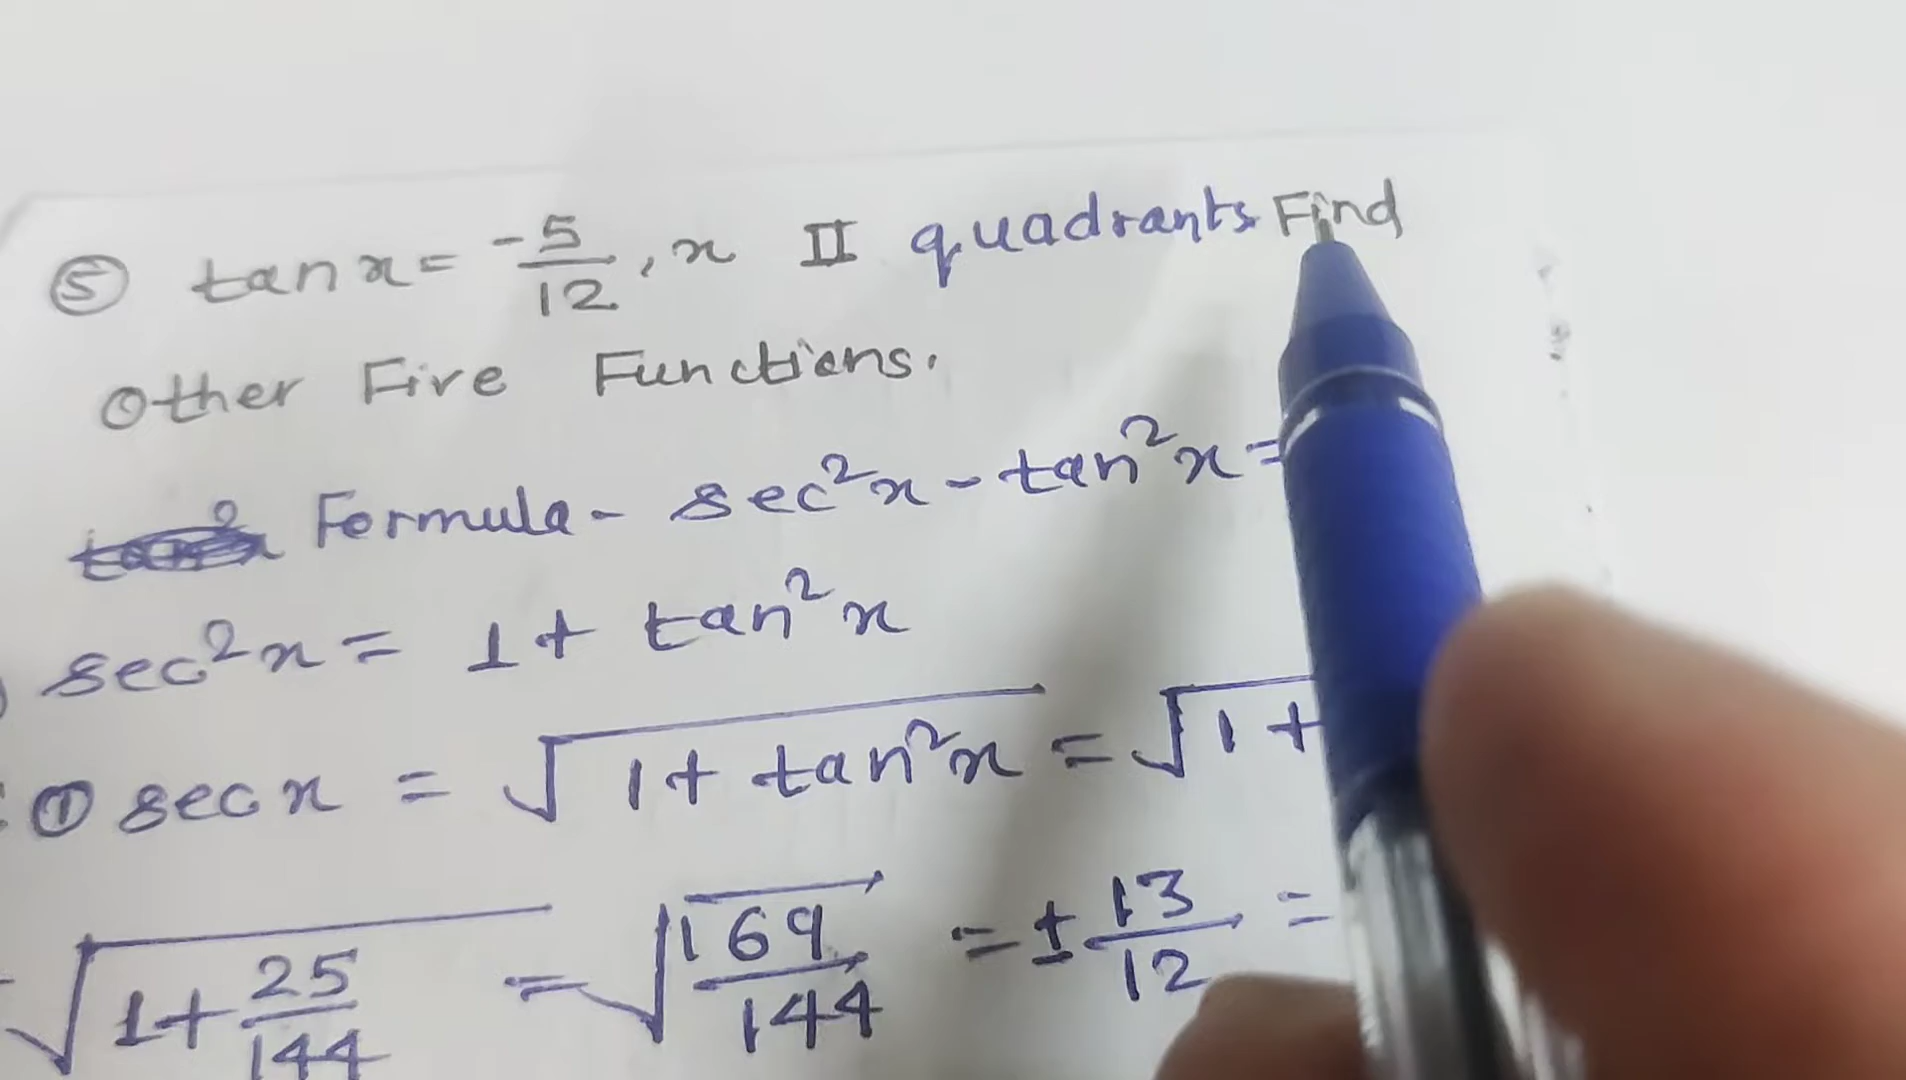 ⑤ tan x = -5/12, x II quadrants Find
Other Five Functions.
Formula - sec²x - tan²x =
sec²x = 1 + tan²x
① sec x = √(1 + tan²x) = √(1 +
√(1 + 25/144) = √(169/144) = ± 13/12 =